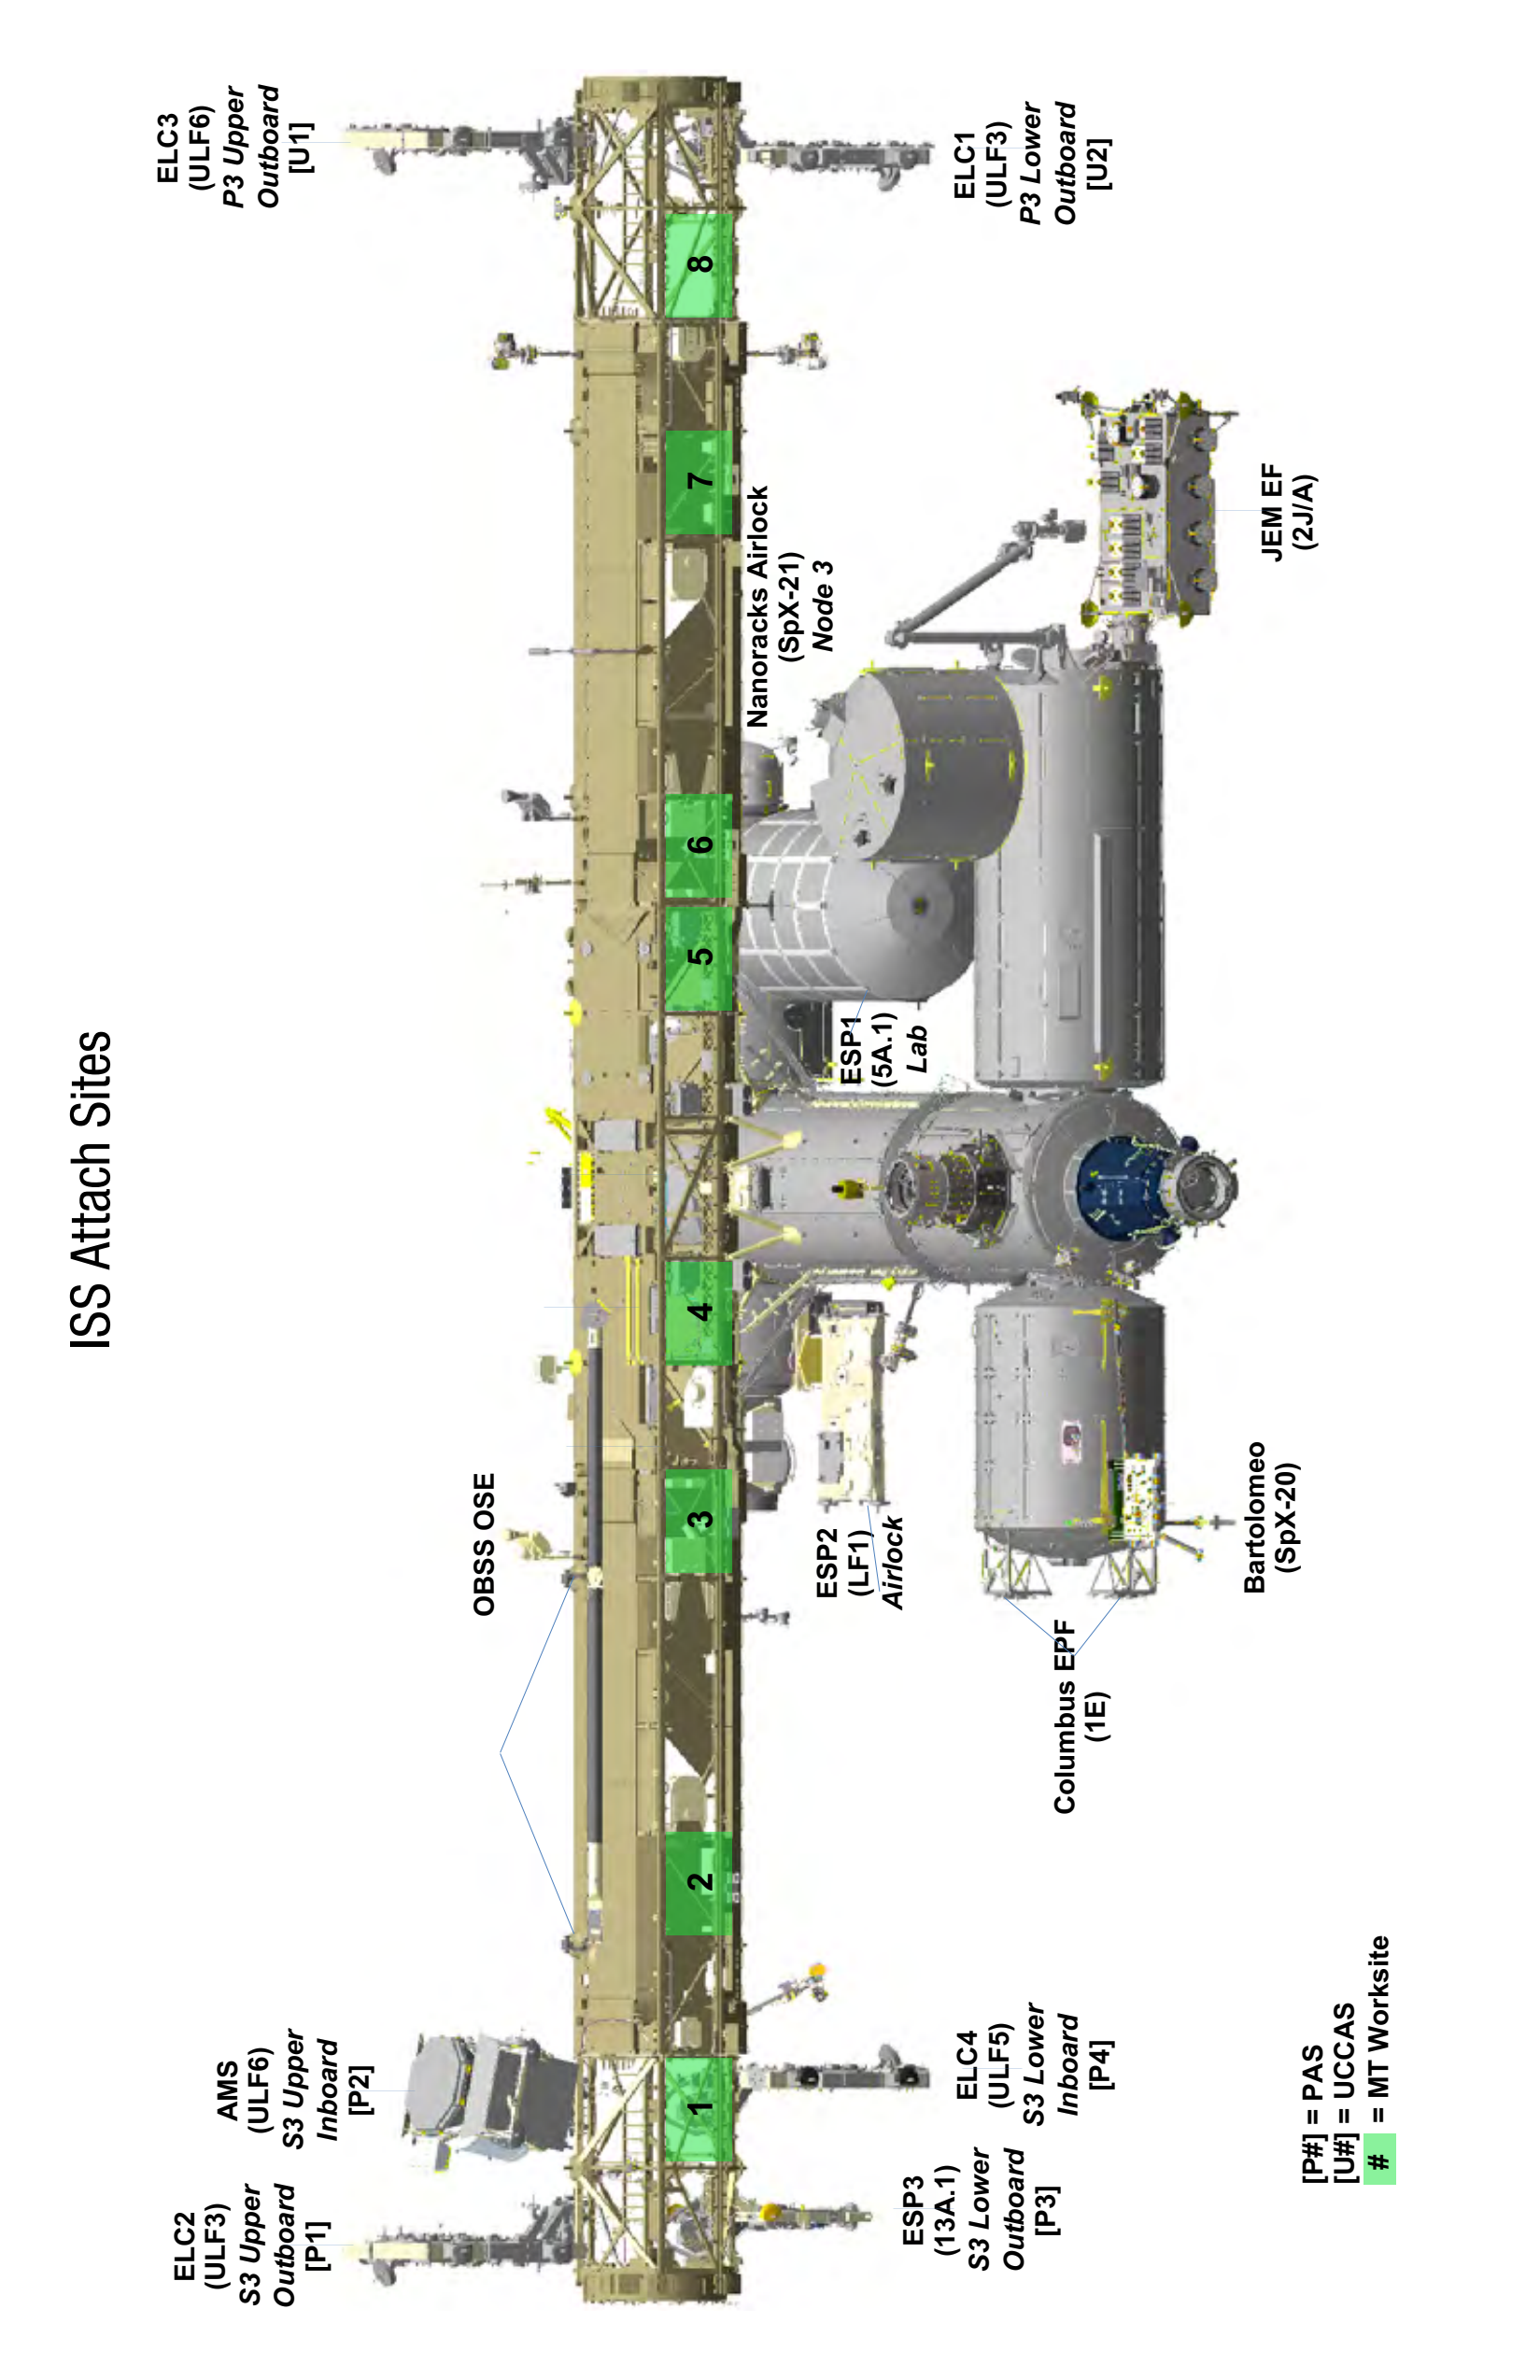 ISS Attach Sites
ELC2
(ULF3)
S3 Upper
Outboard
[P1]
AMS
(ULF6)
S3 Upper
Inboard
[P2]
OBSS OSE
ELC3
(ULF6)
P3 Upper
Outboard
[U1]
1
2
3
4
5
6
7
8
ESP3
(13A.1)
S3 Lower
Outboard
[P3]
ELC4
(ULF5)
S3 Lower
Inboard
[P4]
Columbus EPF
(1E)
ESP2
(LF1)
Airlock
Bartolomeo
(SpX-20)
ESP1
(5A.1)
Lab
Nanoracks Airlock
(SpX-21)
Node 3
JEM EF
(2J/A)
ELC1
(ULF3)
P3 Lower
Outboard
[U2]
[P#] = PAS
[U#] = UCCAS
# = MT Worksite